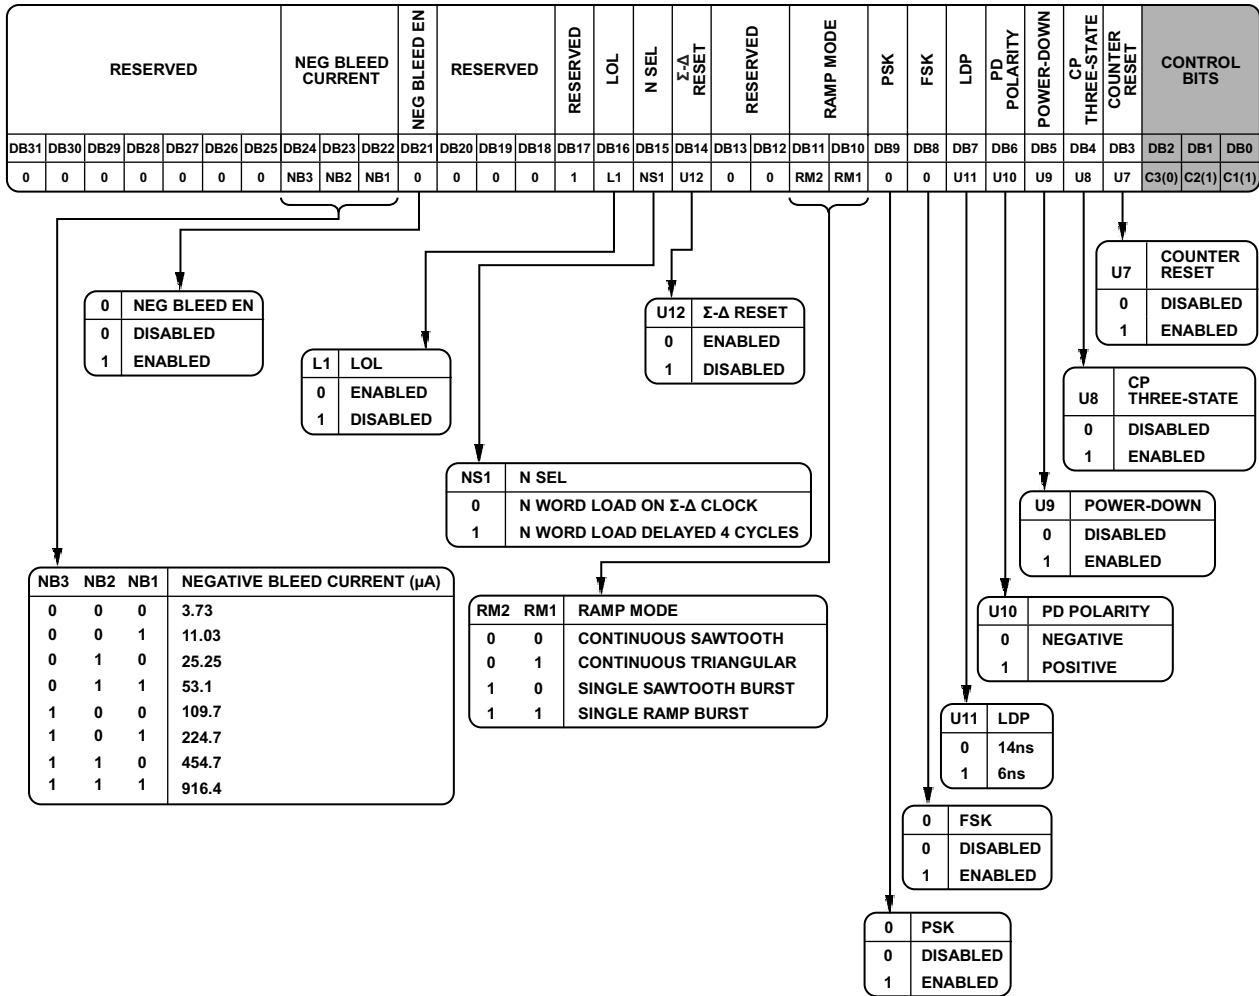 RESERVED
NEG BLEED
CURRENT
NEG BLEED EN
RESERVED
RESERVED
LOL
N SEL
Σ-Δ
RESET
RESERVED
RAMP MODE
PSK
FSK
LDP
PD
POLARITY
POWER-DOWN
CP
THREE-STATE
COUNTER
RESET
CONTROL
BITS
DB31 DB30 DB29 DB28 DB27 DB26 DB25 DB24 DB23 DB22 DB21 DB20 DB19 DB18 DB17 DB16 DB15 DB14 DB13 DB12 DB11 DB10 DB9 DB8 DB7 DB6 DB5 DB4 DB3 DB2 DB1 DB0
0 0 0 0 0 0 0 NB3 NB2 NB1 0 0 0 0 1 L1 NS1 U12 0 0 RM2 RM1 0 0 U11 U10 U9 U8 U7 C3(0) C2(1) C1(1)
U7 COUNTER
RESET
0 DISABLED
1 ENABLED
0 NEG BLEED EN
0 DISABLED
1 ENABLED
U12 Σ-Δ RESET
0 ENABLED
1 DISABLED
L1 LOL
0 ENABLED
1 DISABLED
U8 CP
THREE-STATE
0 DISABLED
1 ENABLED
NS1 N SEL
0 N WORD LOAD ON Σ-Δ CLOCK
1 N WORD LOAD DELAYED 4 CYCLES
U9 POWER-DOWN
0 DISABLED
1 ENABLED
NB3 NB2 NB1 NEGATIVE BLEED CURRENT (µA)
0 0 0 3.73
0 0 1 11.03
0 1 0 25.25
0 1 1 53.1
1 0 0 109.7
1 0 1 224.7
1 1 0 454.7
1 1 1 916.4
RM2 RM1 RAMP MODE
0 0 CONTINUOUS SAWTOOTH
0 1 CONTINUOUS TRIANGULAR
1 0 SINGLE SAWTOOTH BURST
1 1 SINGLE RAMP BURST
U10 PD POLARITY
0 NEGATIVE
1 POSITIVE
U11 LDP
0 14ns
1 6ns
0 FSK
0 DISABLED
1 ENABLED
0 PSK
0 DISABLED
1 ENABLED